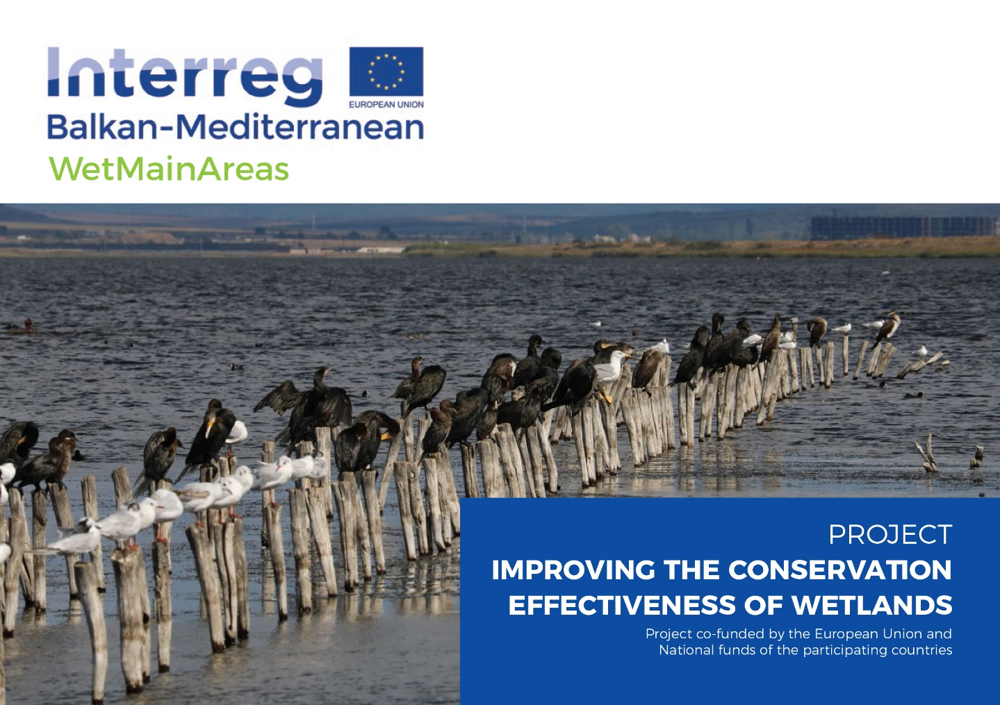 Interreg
EUROPEAN UNION
Balkan-Mediterranean
WetMainAreas
PROJECT
IMPROVING THE CONSERVATION
EFFECTIVENESS OF WETLANDS
Project co-funded by the European Union and
National funds of the participating countries